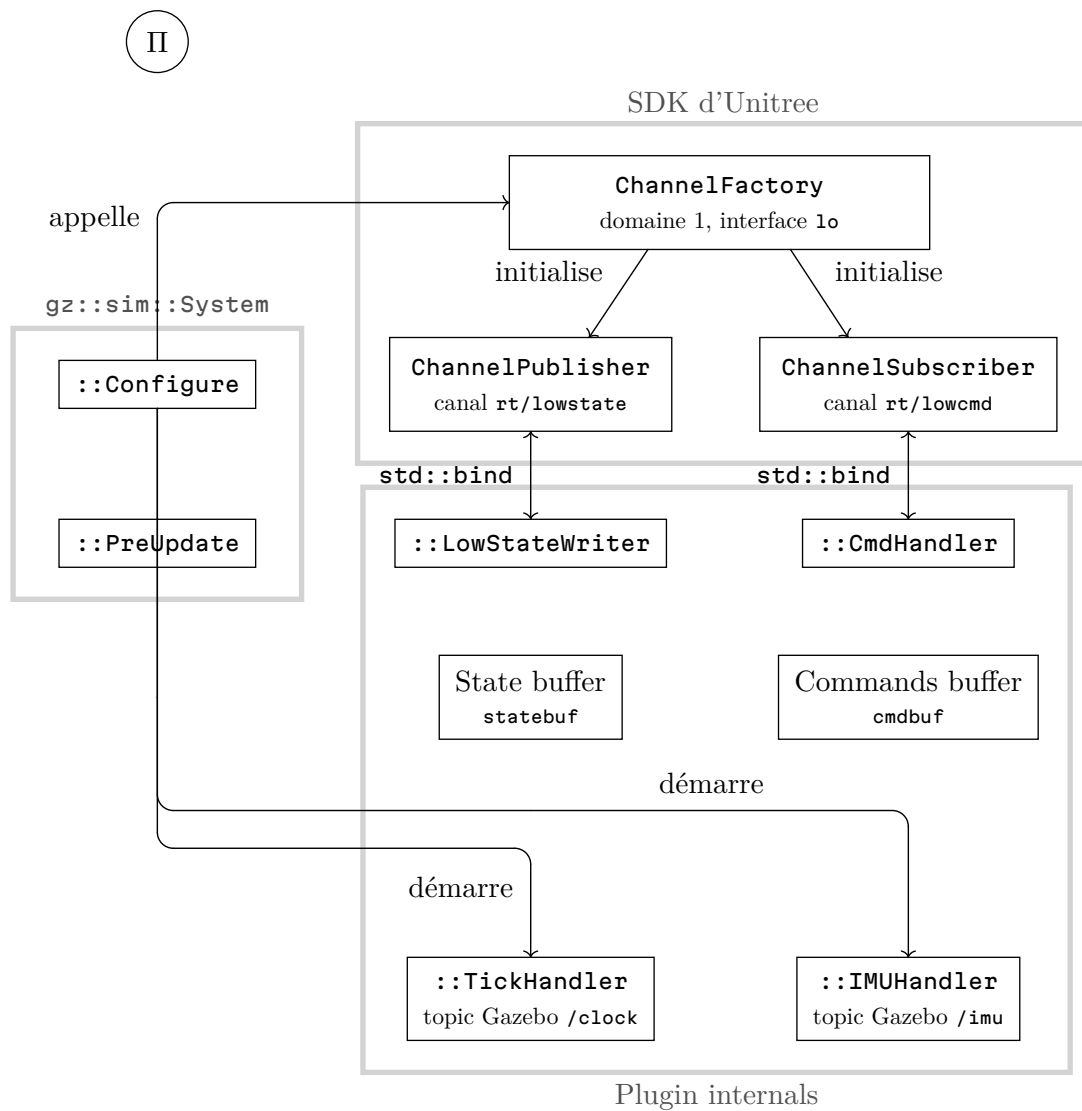 Π
SDK d'Unitree
ChannelFactory
domaine 1, interface lo
appelle
initialise
initialise
gz::sim::System
::Configure
ChannelPublisher
canal rt/lowstate
ChannelSubscriber
canal rt/lowcmd
std::bind
std::bind
::PreUpdate
::LowStateWriter
::CmdHandler
State buffer
statebuf
Commands buffer
cmdbuf
démarre
démarre
::TickHandler
topic Gazebo /clock
::IMUHandler
topic Gazebo /imu
Plugin internals